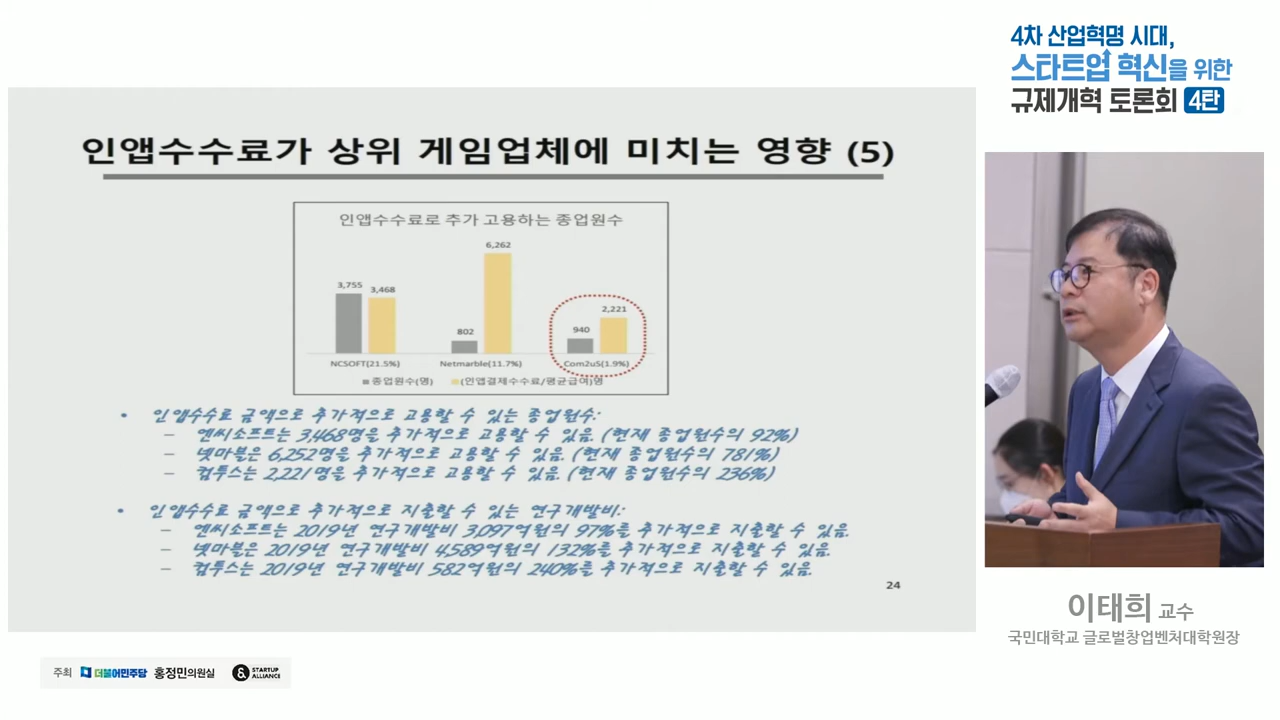 4차 산업혁명 시대,
스타트업 혁신을 위한
규제개혁 토론회 4탄
인앱수수료가 상위 게임업체에 미치는 영향 (5)
인앱수수료로 추가 고용하는 종업원수
6,262
3,755
3,468
802
940
2,221
NCSOFT(21.5%)
Netmarble(11.7%)
Com2uS(1.9%)
종업원수(명)
(인앱결제수수료/평균급여)명
• 인앱수수료 금액으로 추가적으로 고용할 수 있는 종업원수:
– 엔씨소프트는 3,468명을 추가적으로 고용할 수 있음. (현재 종업원수의 92%)
– 넷마블은 6,252명을 추가적으로 고용할 수 있음. (현재 종업원수의 781%)
– 컴투스는 2,221명을 추가적으로 고용할 수 있음. (현재 종업원수의 236%)
• 인앱수수료 금액으로 추가적으로 지출할 수 있는 연구개발비:
– 엔씨소프트는 2019년 연구개발비 3,097억원의 97%를 추가적으로 지출할 수 있음.
– 넷마블은 2019년 연구개발비 4,589억원의 132%를 추가적으로 지출할 수 있음.
– 컴투스는 2019년 연구개발비 582억원의 240%를 추가적으로 지출할 수 있음.
24
이태희 교수
국민대학교 글로벌창업벤처대학원장
주최 더불어민주당 홍정민의원실 & STARTUP ALLIANCE